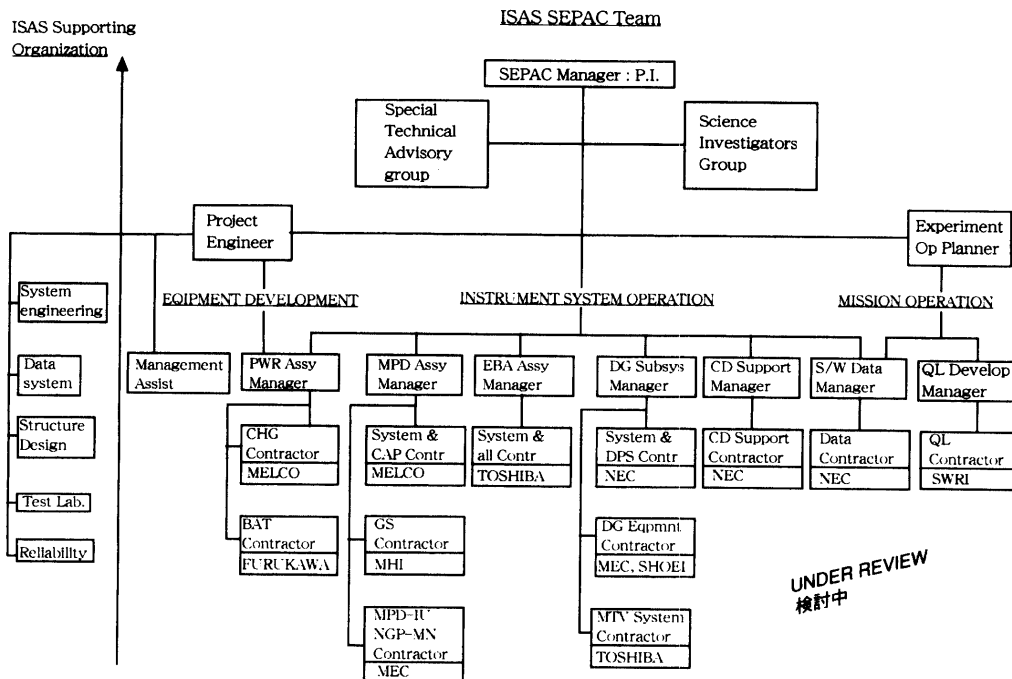 ISAS Supporting
Organization
ISAS SEPAC Team
SEPAC Manager : P.I.
Special
Technical
Advisory
group
Science
Investigators
Group
Project
Engineer
Experiment
Op Planner
System
engineering
Data
system
Structure
Design
Test Lab.
Reliability
EQIPMENT DEVELOPMENT
INSTRUMENT SYSTEM OPERATION
MISSION OPERATION
Management
Assist
PWR Assy
Manager
MPD Assy
Manager
EBA Assy
Manager
DG Subsys
Manager
CD Support
Manager
S/W Data
Manager
QL Develop
Manager
CHG
Contractor
MELCO
System &
CAP Contr
MELCO
System &
all Contr
TOSHIBA
System &
DPS Contr
NEC
CD Support
Contractor
NEC
Data
Contractor
NEC
QL
Contractor
SWRI
BAT
Contractor
FURUKAWA
GS
Contractor
MHI
DG Eqpmnt
Contractor
MEC, SHOEI
MPD-IU
NGP-MN
Contractor
MEC
MTV System
Contractor
TOSHIBA
UNDER REVIEW
検討中